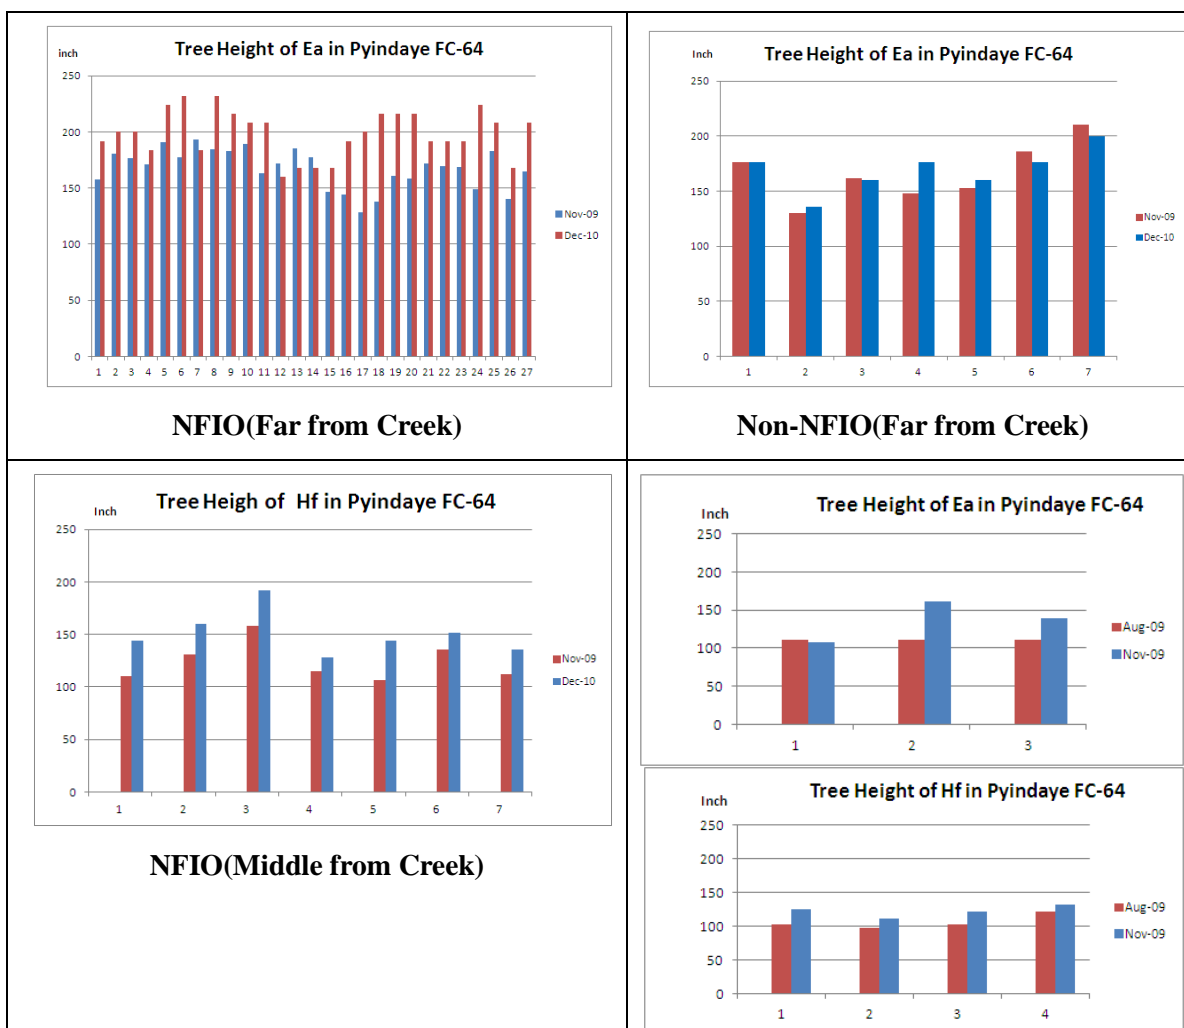 Tree Height of Ea in Pyindaye FC-64
inch
250
200
150
100
50
0
1 2 3 4 5 6 7 8 9 10 11 12 13 14 15 16 17 18 19 20 21 22 23 24 25 26 27
Nov-09
Dec-10
NFIO(Far from Creek)
Tree Height of Ea in Pyindaye FC-64
Inch
250
200
150
100
50
0
1 2 3 4 5 6 7
Nov-09
Dec-10
Non-NFIO(Far from Creek)
Tree Heigh of Hf in Pyindaye FC-64
Inch
250
200
150
100
50
0
1 2 3 4 5 6 7
Nov-09
Dec-10
NFIO(Middle from Creek)
Tree Height of Ea in Pyindaye FC-64
Inch
250
200
150
100
50
0
1 2 3
Aug-09
Nov-09
Tree Height of Hf in Pyindaye FC-64
Inch
250
200
150
100
50
0
1 2 3 4
Aug-09
Nov-09